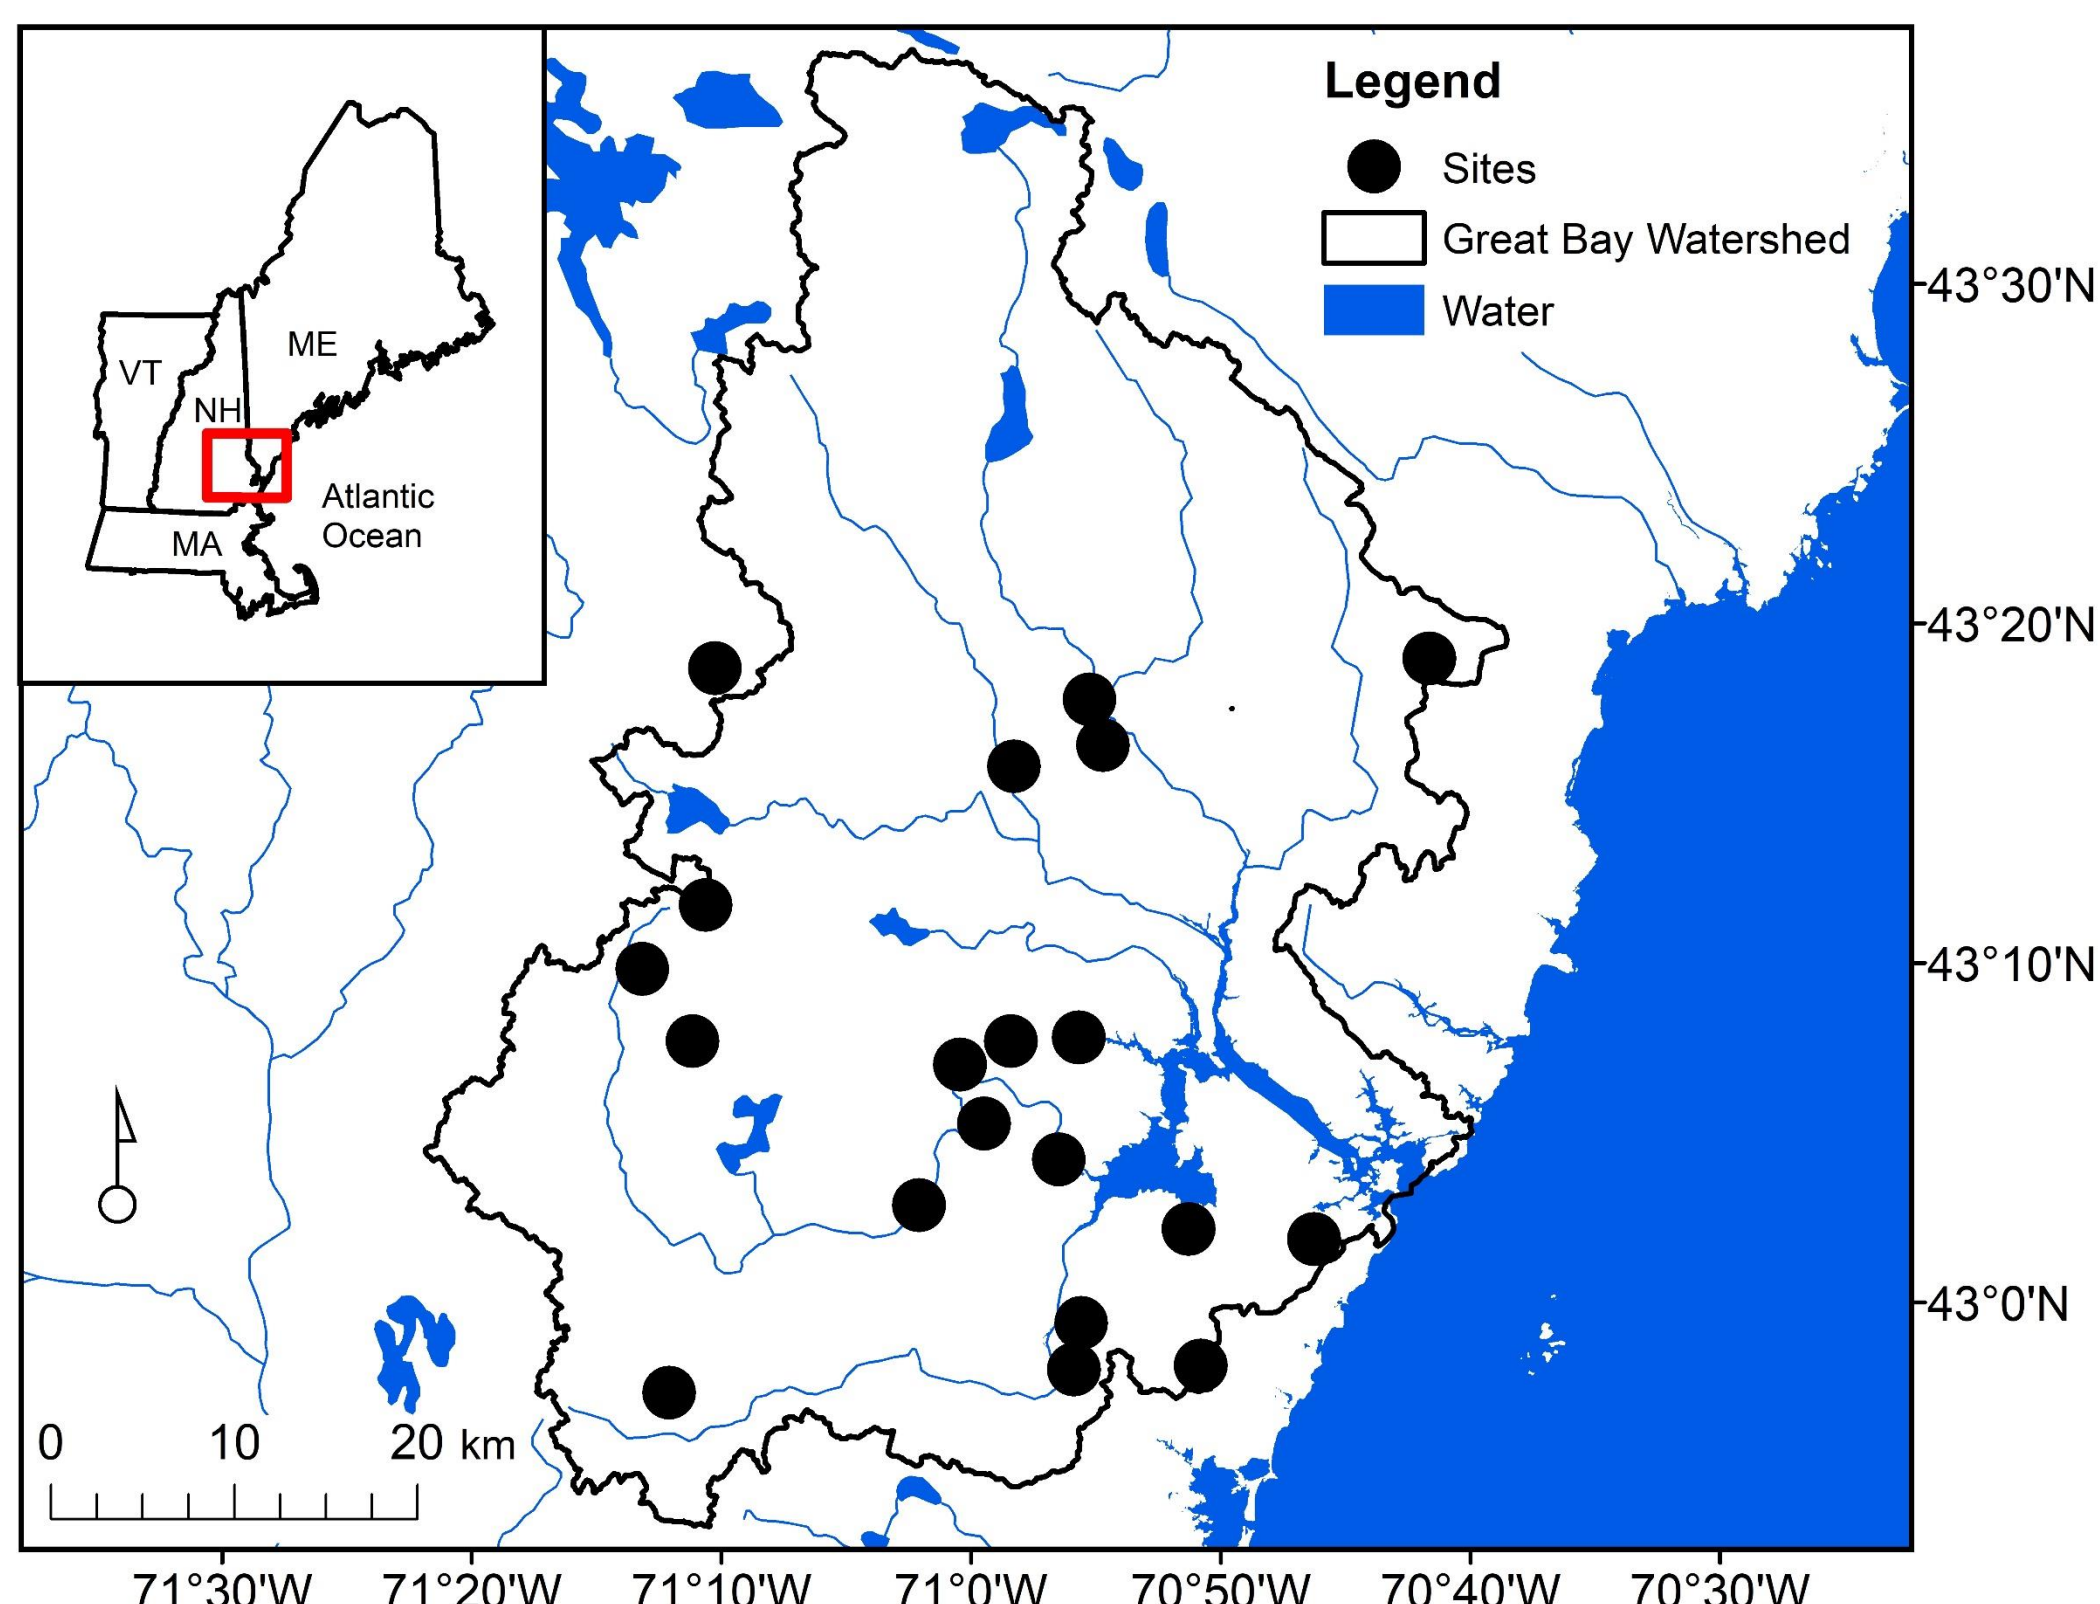 Legend
Sites
Great Bay Watershed
Water
VT
NH
ME
MA
Atlantic
Ocean
43°30'N
43°20'N
43°10'N
43°0'N
0 10 20 km
71°30'W 71°20'W 71°10'W 71°0'W 70°50'W 70°40'W 70°30'W